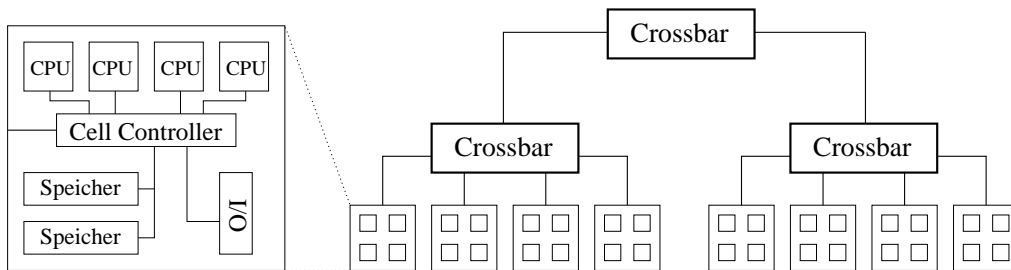 Crossbar
CPU CPU CPU CPU
Cell Controller
Crossbar Crossbar
Speicher
I/O
Speicher